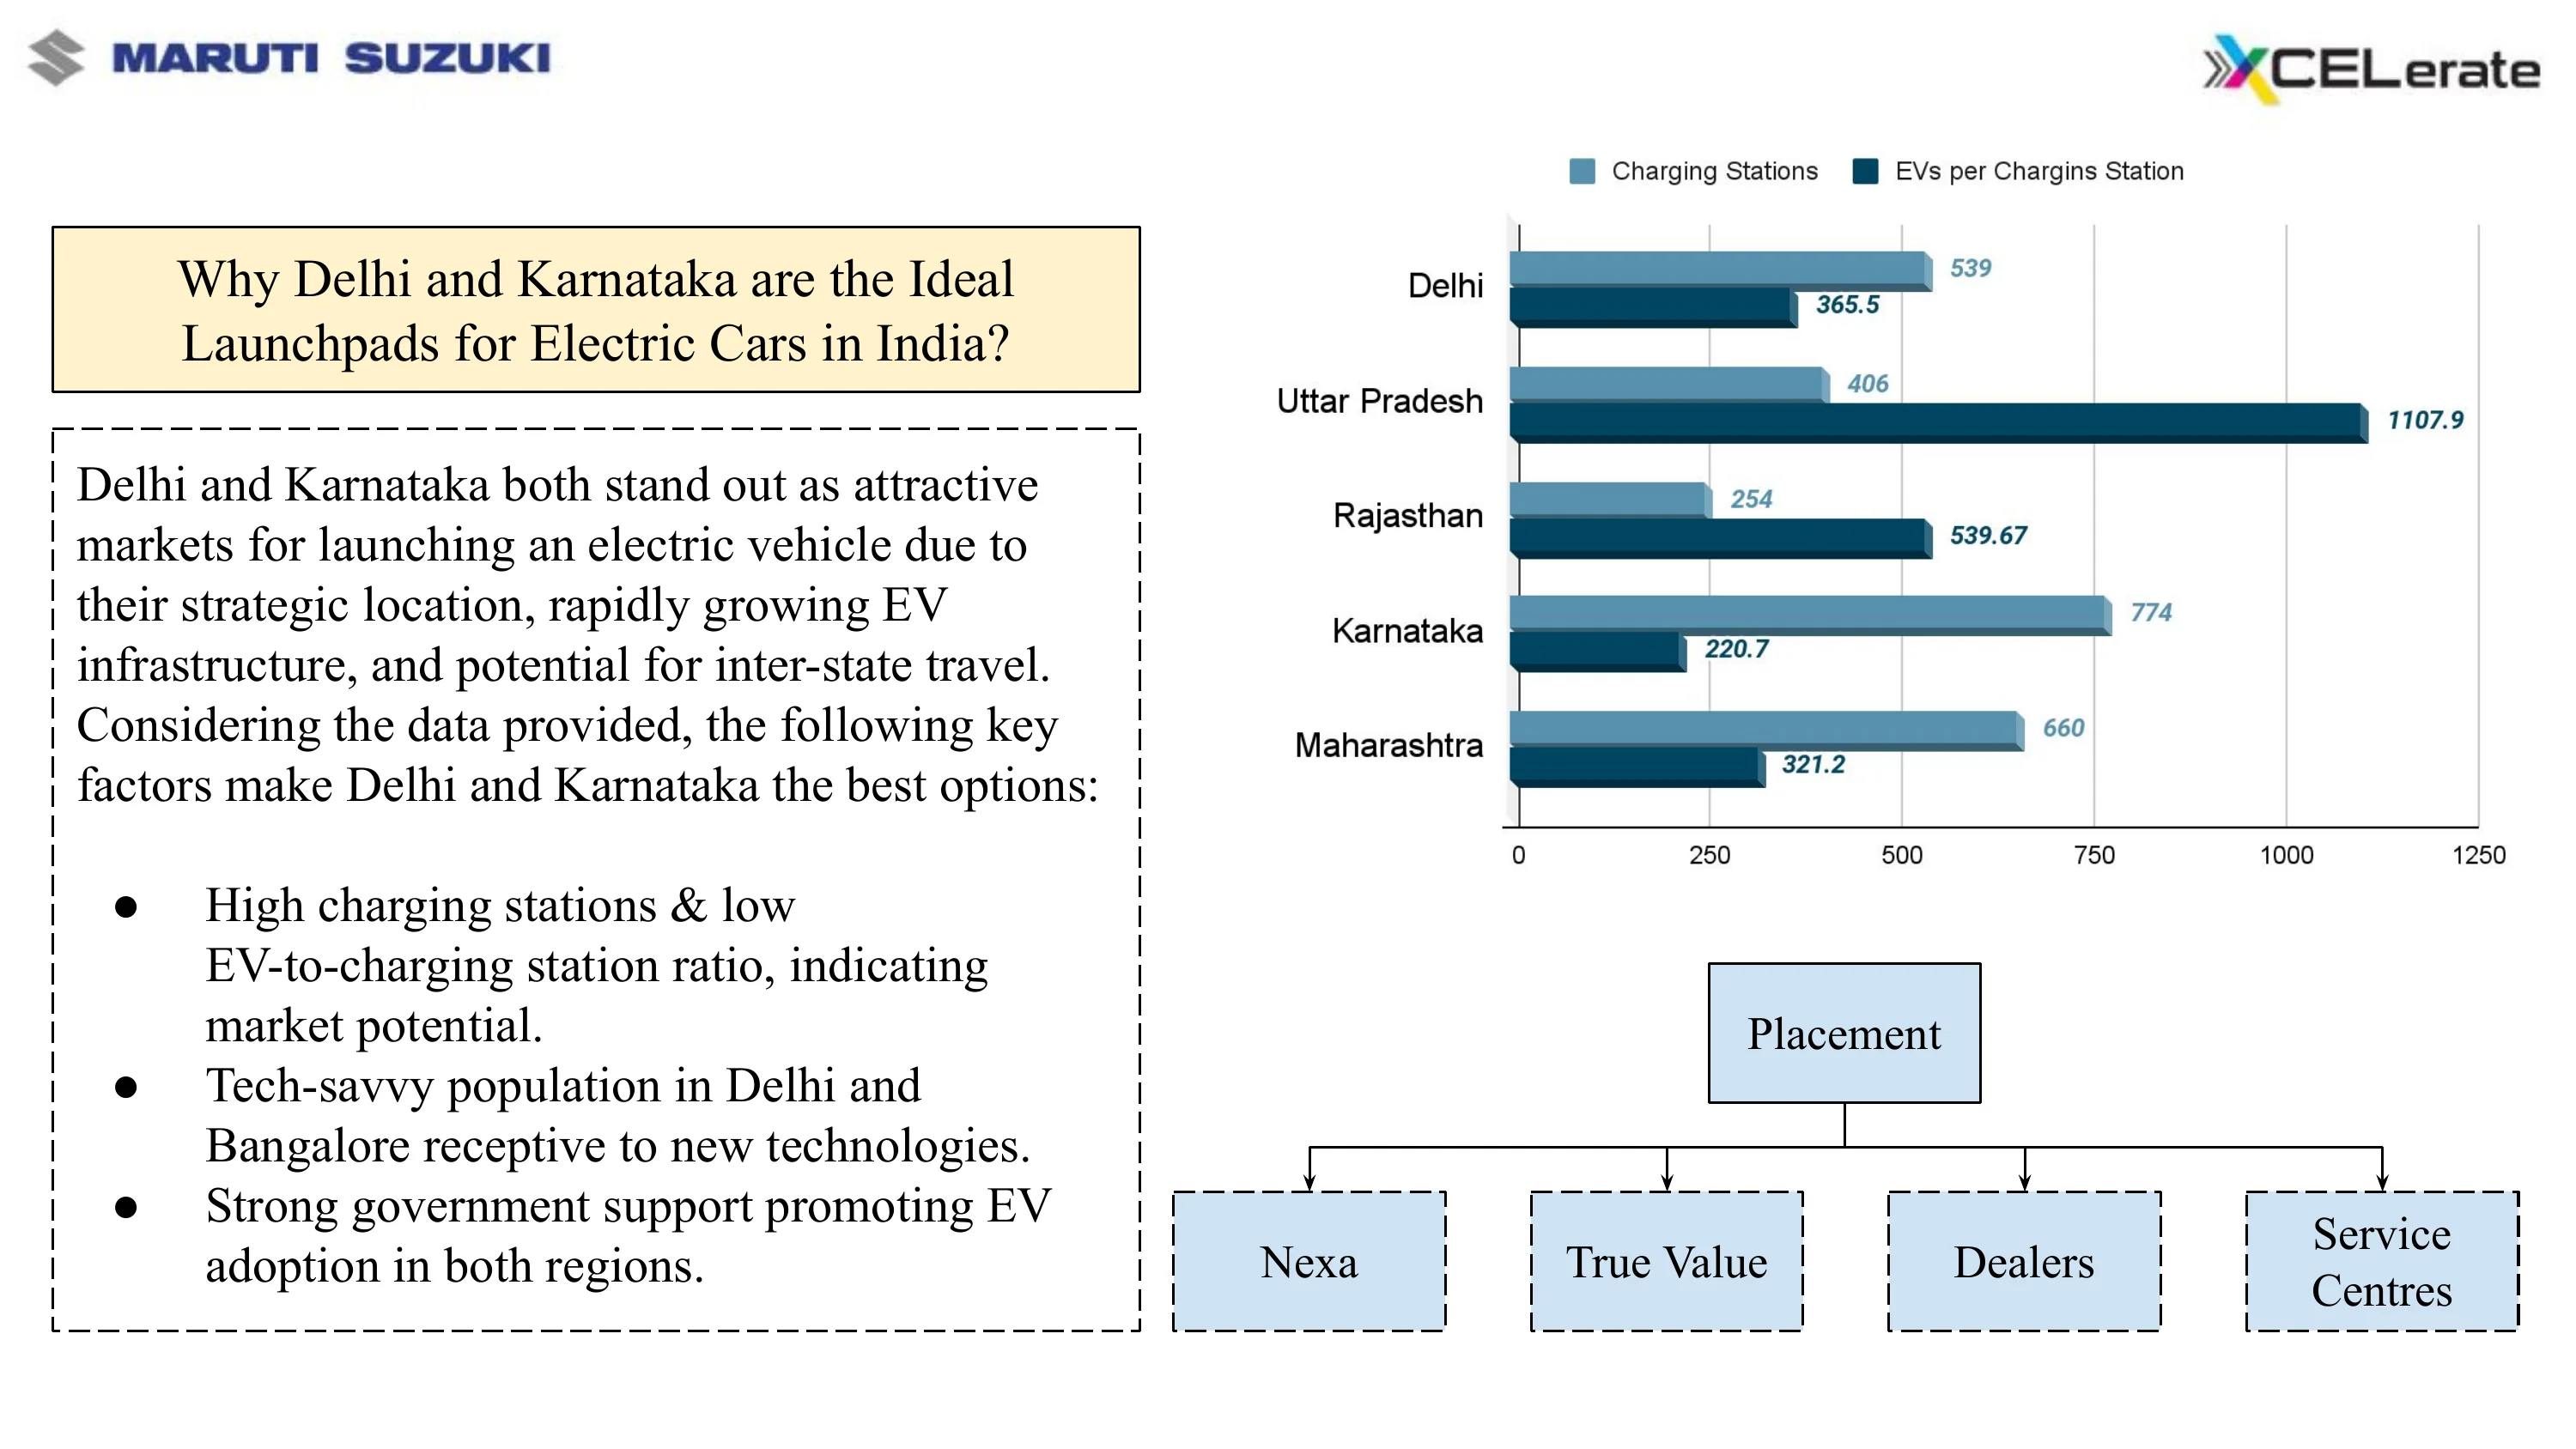 MARUTI SUZUKI
XCELerate
Why Delhi and Karnataka are the Ideal
Launchpads for Electric Cars in India?
Delhi and Karnataka both stand out as attractive
markets for launching an electric vehicle due to
their strategic location, rapidly growing EV
infrastructure, and potential for inter-state travel.
Considering the data provided, the following key
factors make Delhi and Karnataka the best options:
● High charging stations & low
EV-to-charging station ratio, indicating
market potential.
● Tech-savvy population in Delhi and
Bangalore receptive to new technologies.
● Strong government support promoting EV
adoption in both regions.
Charging Stations EVs per Chargins Station
Delhi 539
365.5
Uttar Pradesh 406
1107.9
Rajasthan 254
539.67
Karnataka 774
220.7
Maharashtra 660
321.2
0 250 500 750 1000 1250
Placement
Nexa True Value Dealers Service
Centres